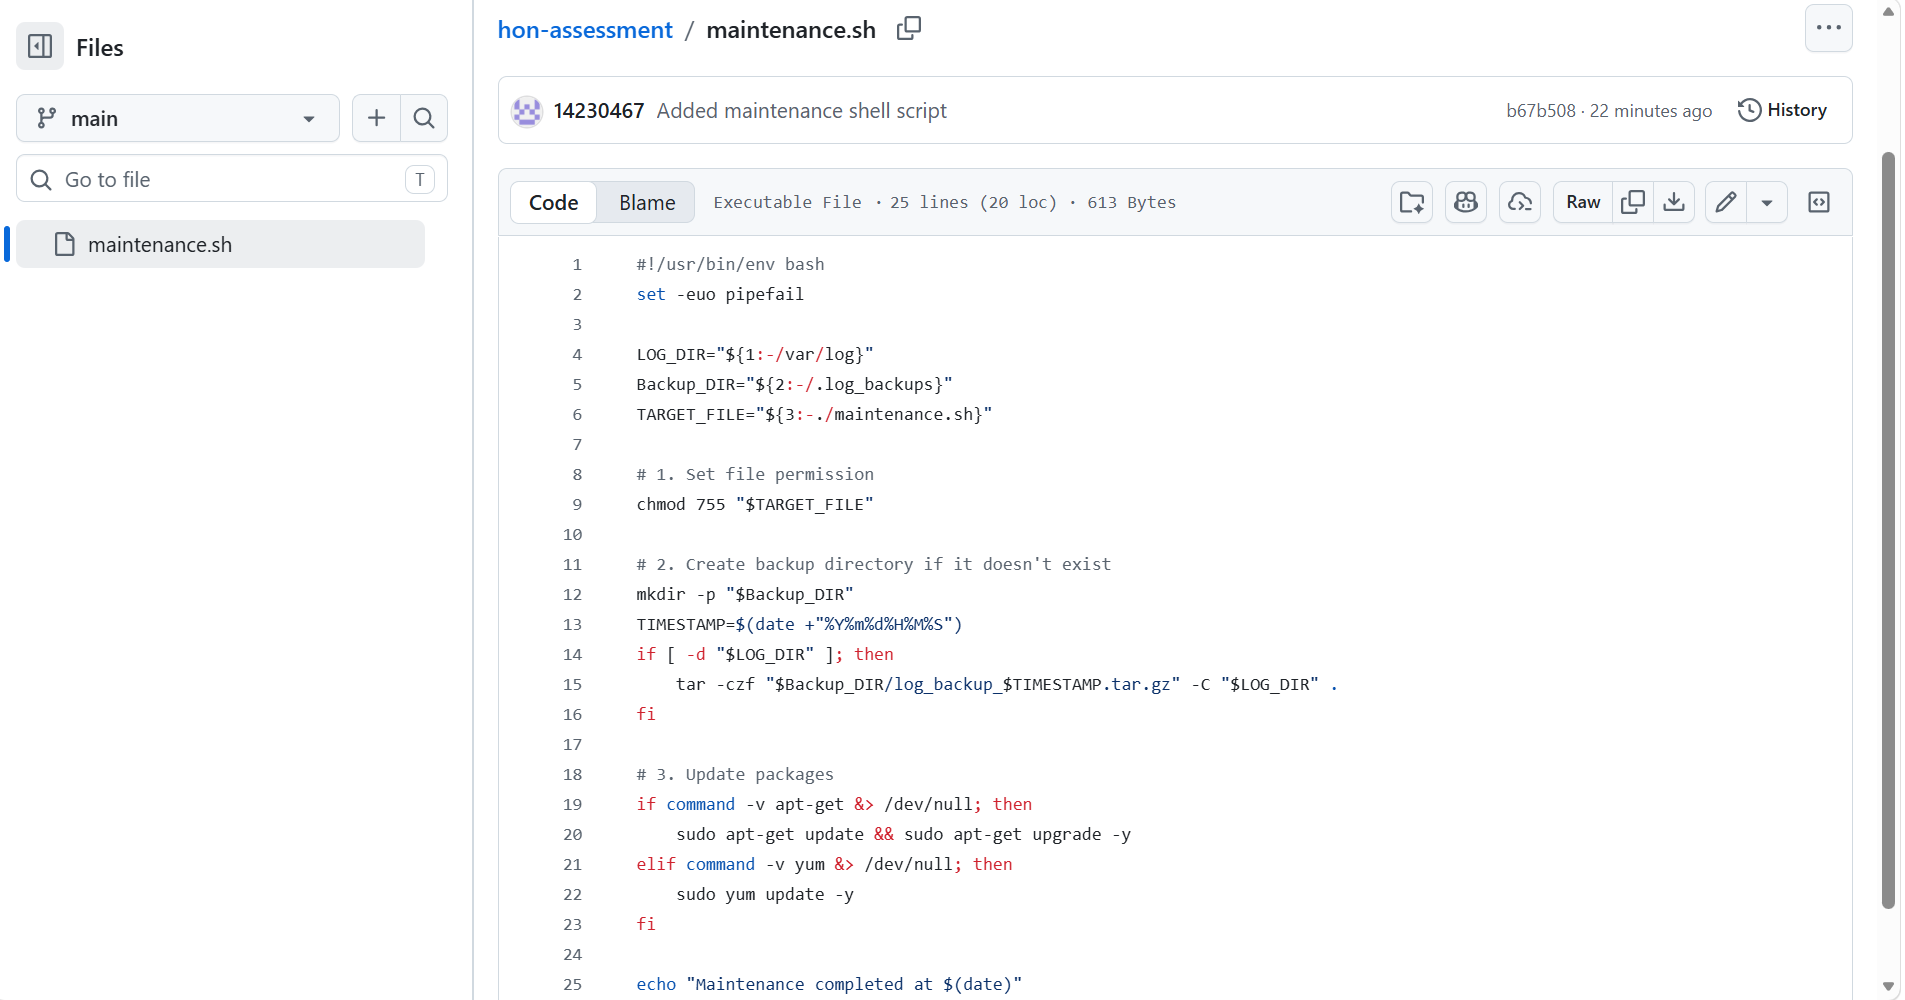 Files
main
Go to file
T
maintenance.sh
hon-assessment / maintenance.sh
14230467 Added maintenance shell script
b67b508 · 22 minutes ago
History
Code
Blame
Executable File · 25 lines (20 loc) · 613 Bytes
Raw
1 #!/usr/bin/env bash
2 set -euo pipefail
3
4 LOG_DIR="${1:-/var/log}"
5 Backup_DIR="${2:-/.log_backups}"
6 TARGET_FILE="${3:-./maintenance.sh}"
7
8 # 1. Set file permission
9 chmod 755 "$TARGET_FILE"
10
11 # 2. Create backup directory if it doesn't exist
12 mkdir -p "$Backup_DIR"
13 TIMESTAMP=$(date +"%Y%m%d%H%M%S")
14 if [ -d "$LOG_DIR" ]; then
15     tar -czf "$Backup_DIR/log_backup_$TIMESTAMP.tar.gz" -C "$LOG_DIR" .
16 fi
17
18 # 3. Update packages
19 if command -v apt-get &> /dev/null; then
20     sudo apt-get update && sudo apt-get upgrade -y
21 elif command -v yum &> /dev/null; then
22     sudo yum update -y
23 fi
24
25 echo "Maintenance completed at $(date)"